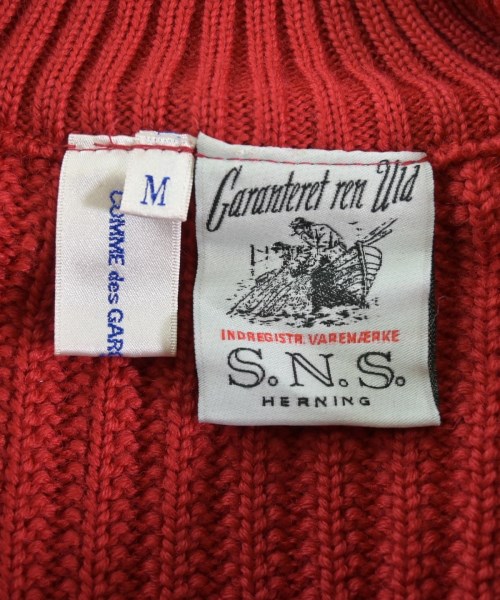 COMME des GARÇ
M
Garanteret ren Uld
INDREGISTR. VAREMÆRKE
S.N.S.
HERNING